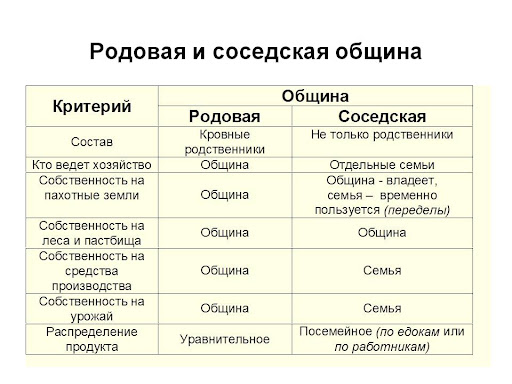 Родовая и соседская община
Критерий
Община
Родовая
Соседская
Состав
Кровные
родственники
Не только родственники
Кто ведет хозяйство
Община
Отдельные семьи
Собственность на
пахотные земли
Община
Община - владеет,
семья – временно
пользуется (переделы)
Собственность на
леса и пастбища
Община
Община
Собственность на
средства
производства
Община
Семья
Собственность на
урожай
Община
Семья
Распределение
продукта
Уравнительное
Посемейное (по едокам или
по работникам)